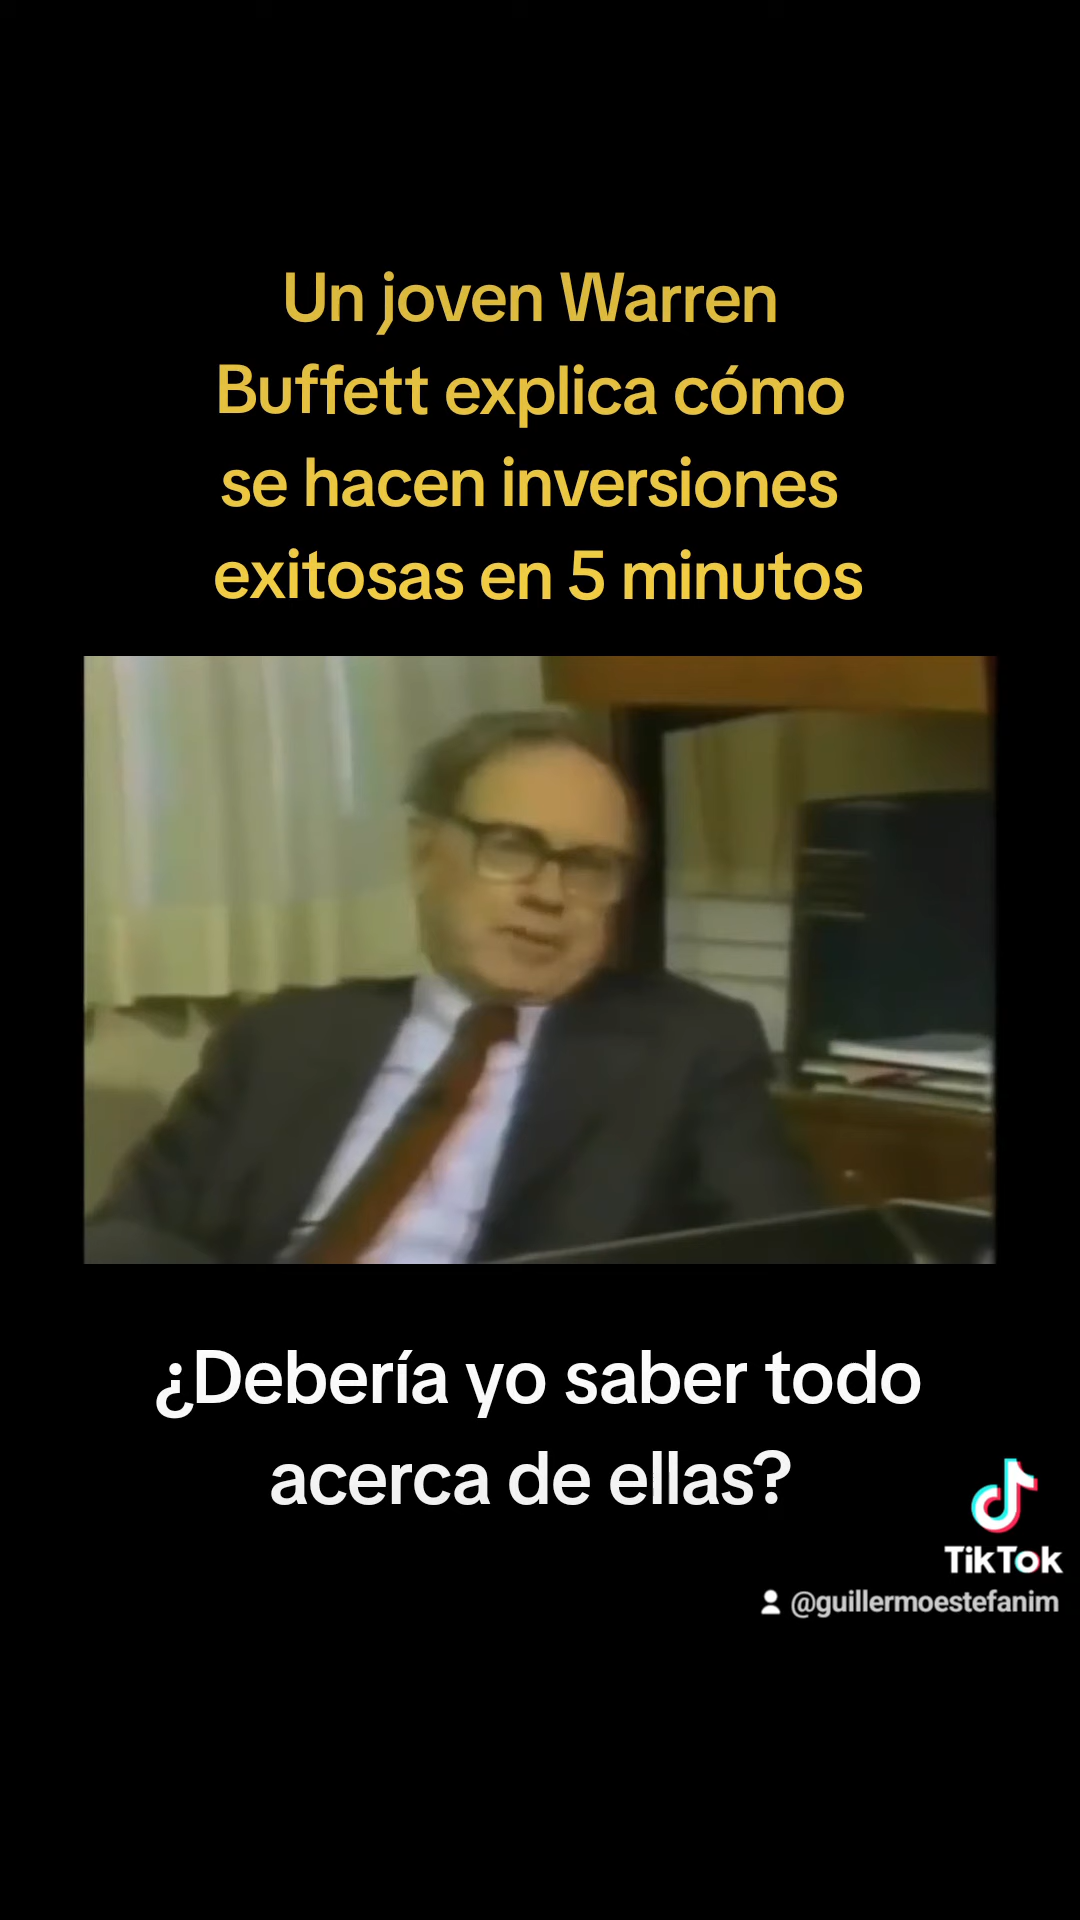 Un joven Warren
Buffett explica cómo
se hacen inversiones
exitosas en 5 minutos
¿Debería yo saber todo
acerca de ellas?
TikTok
@guillermoestefanim